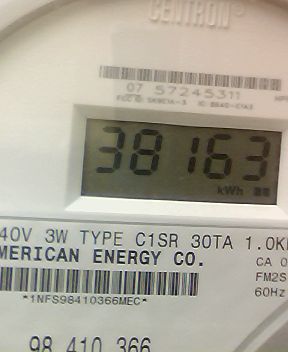 CENTRON®
07 57245311
38163
kWh
40V 3W TYPE C1SR 30TA 1.0K
MERICAN ENERGY CO.
CA 0
FM2S
60Hz
*1NFS98410366MEC*
98 410 366